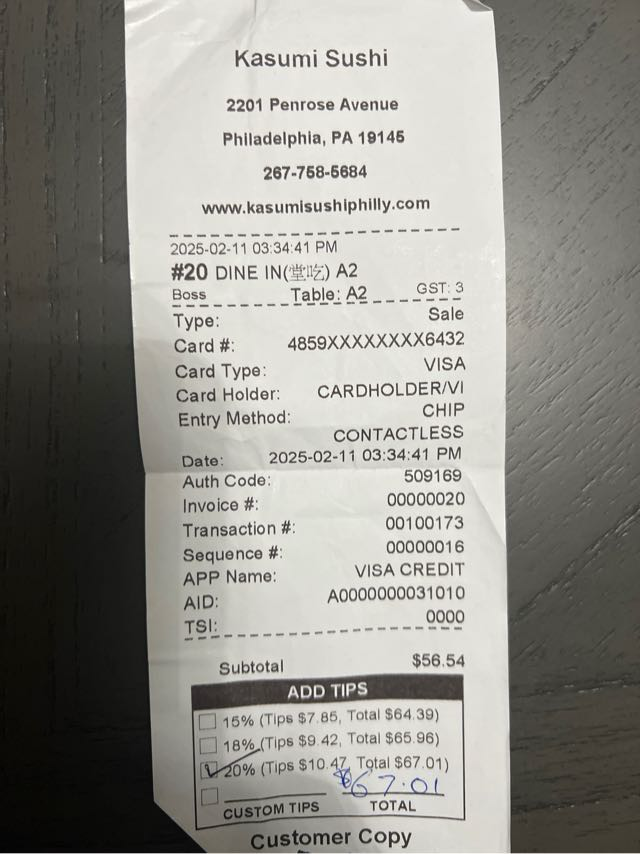 Kasumi Sushi
2201 Penrose Avenue
Philadelphia, PA 19145
267-758-5684
www.kasumisushiphilly.com
2025-02-11 03:34:41 PM
#20 DINE IN(堂吃) A2
Boss Table: A2 GST: 3
Type: Sale
Card #: 4859XXXXXXXX6432
Card Type: VISA
Card Holder: CARDHOLDER/VI
Entry Method: CHIP
CONTACTLESS
Date: 2025-02-11 03:34:41 PM
Auth Code: 509169
Invoice #: 00000020
Transaction #: 00100173
Sequence #: 00000016
APP Name: VISA CREDIT
AID: A0000000031010
TSI: 0000
Subtotal $56.54
ADD TIPS
15% (Tips $7.85, Total $64.39)
18% (Tips $9.42, Total $65.96)
20% (Tips $10.47, Total $67.01)
$67.01
CUSTOM TIPS TOTAL
Customer Copy